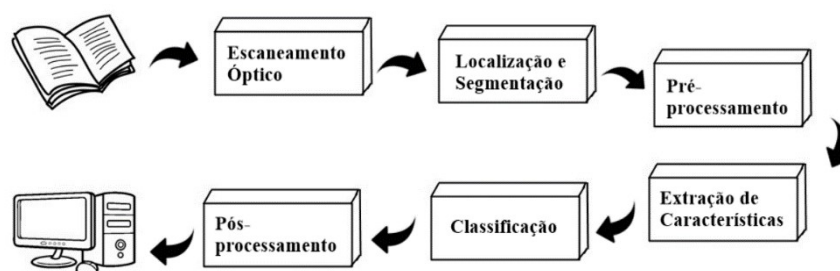 Escaneamento
Óptico
Localização e
Segmentação
Pré-
processamento
Extração de
Características
Classificação
Pós-
processamento